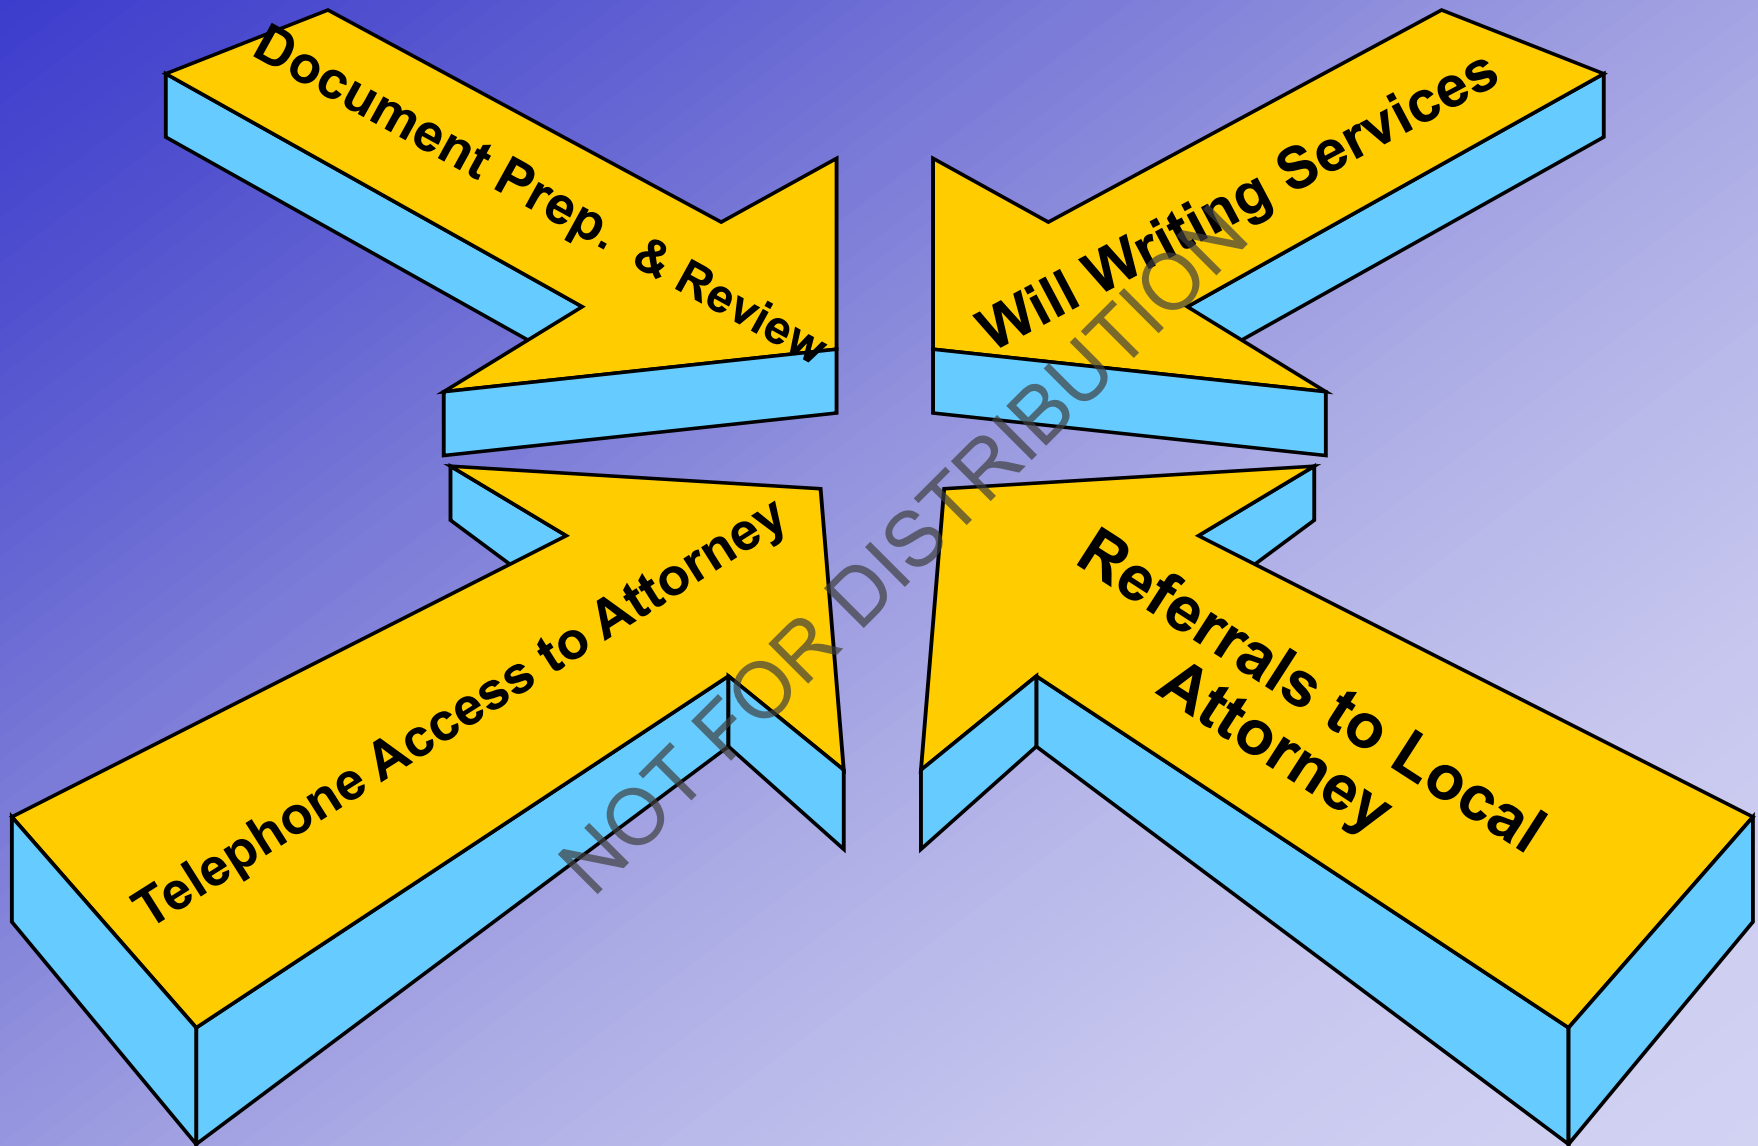 Document Prep.  & Review
Will Writing Services
Telephone Access to Attorney
Referrals to Local
Attorney
NOT FOR DISTRIBUTION